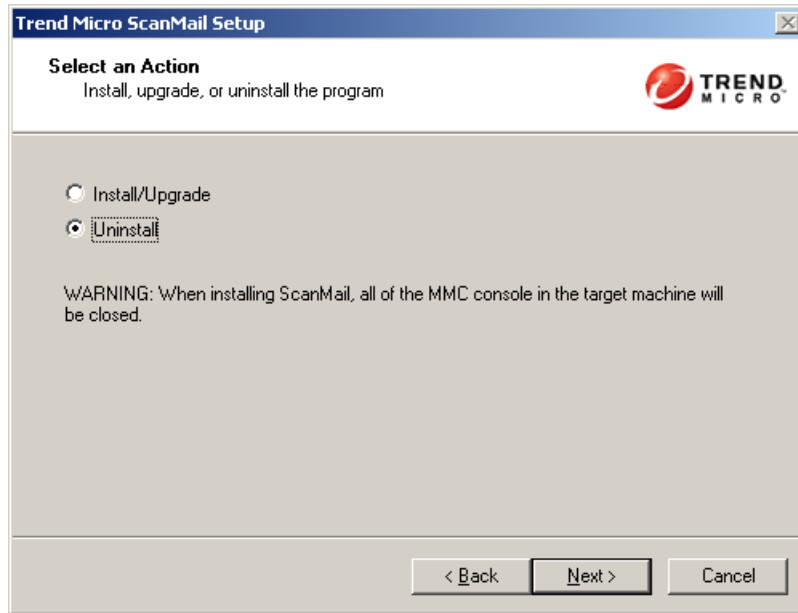 Trend Micro ScanMail Setup
Select an Action
Install, upgrade, or uninstall the program
TREND
MICRO
Install/Upgrade
Uninstall
WARNING: When installing ScanMail, all of the MMC console in the target machine will
be closed.
< Back
Next >
Cancel